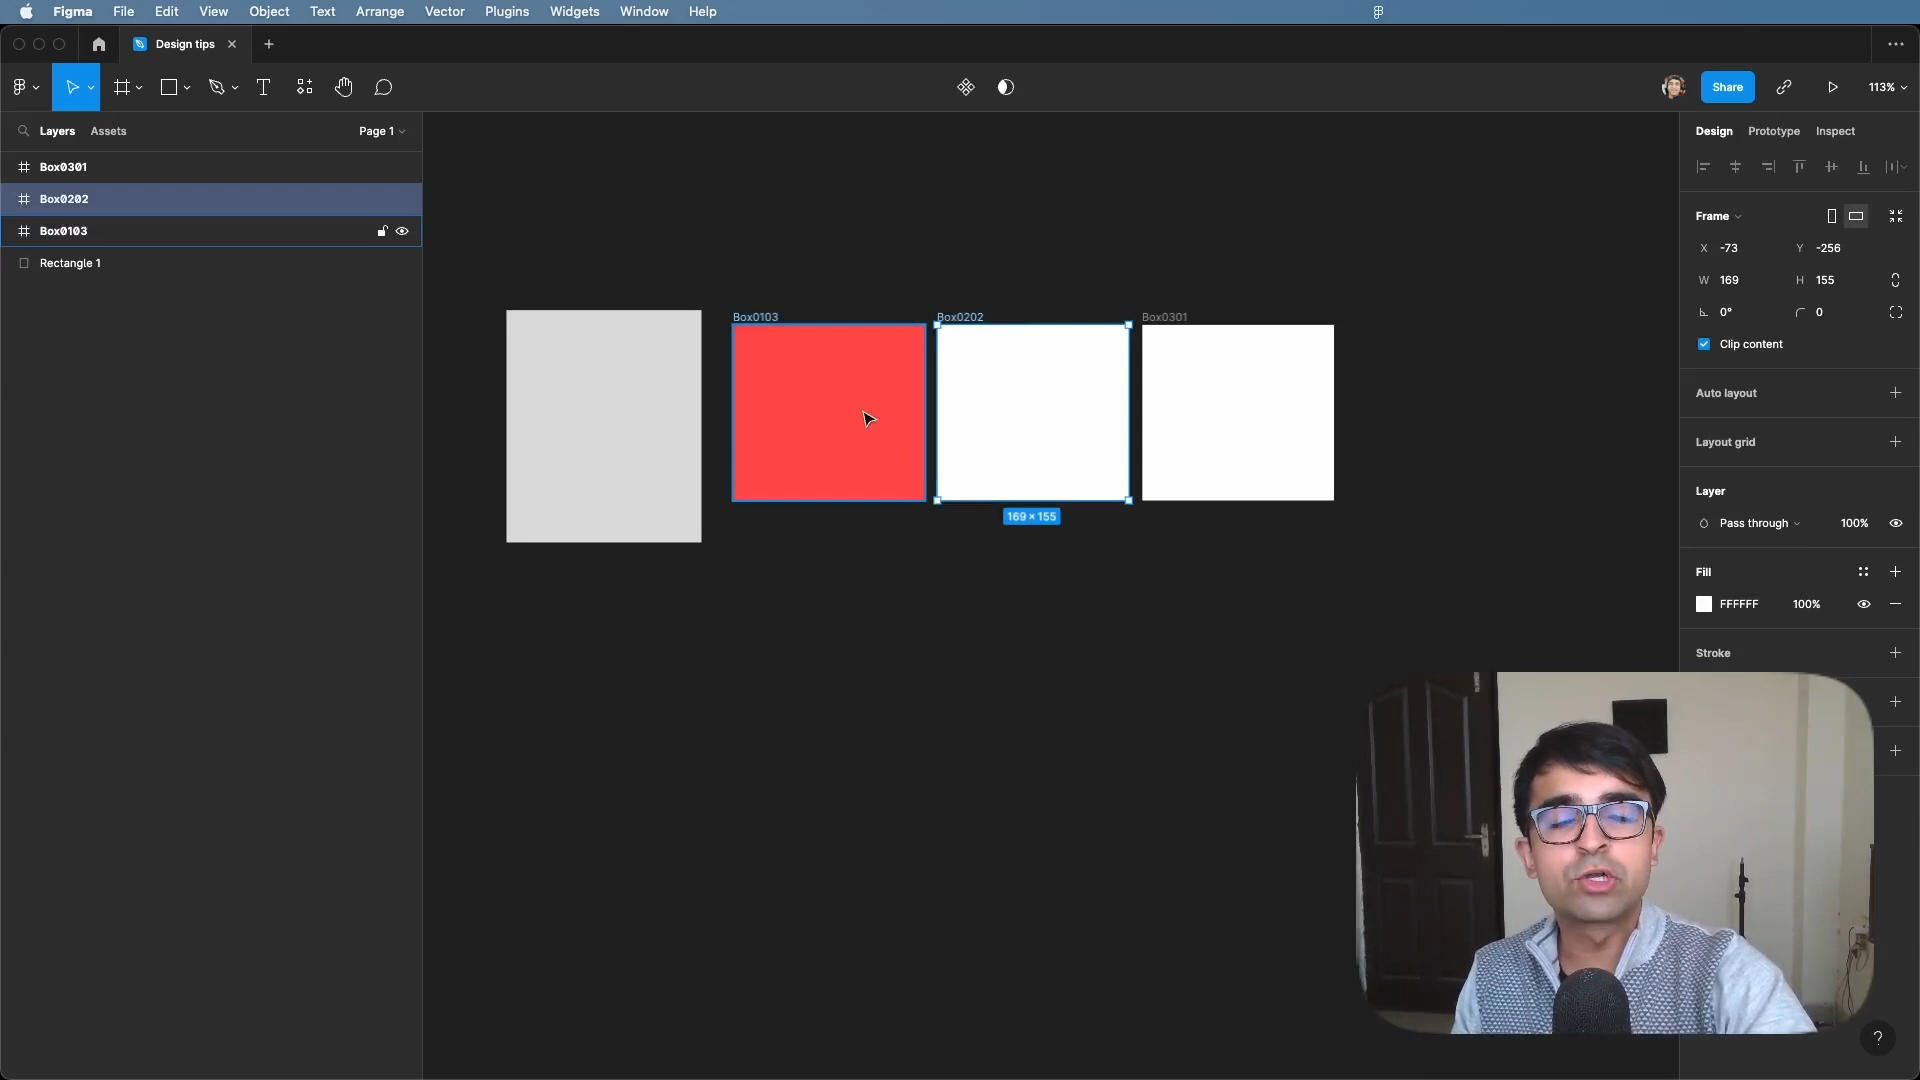 Figma File Edit View Object Text Arrange Vector Plugins Widgets Window Help
Design tips
Share
113%
Layers Assets Page 1
Box0301
Box0202
Box0103
Rectangle 1
Box0103 Box0202 Box0301
169 × 155
Design Prototype Inspect
Frame
X -73 Y -256
W 169 H 155
0° 0
Clip content
Auto layout
Layout grid
Layer
Pass through 100%
Fill
FFFFFF 100%
Stroke
?